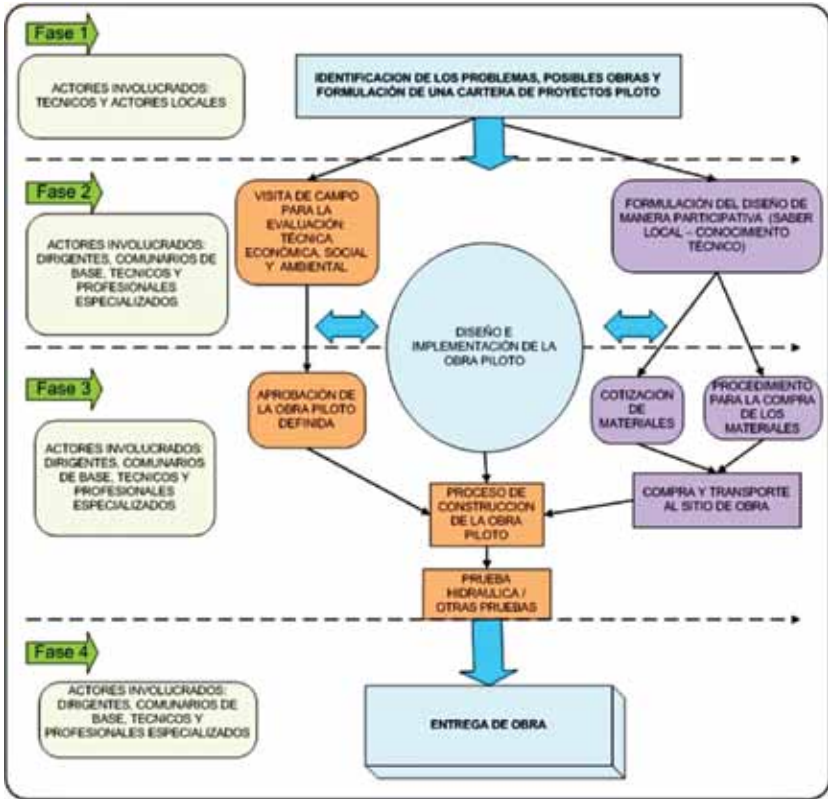 Fase 1
ACTORES INVOLUCRADOS:
TECNICOS Y ACTORES LOCALES
IDENTIFICACION DE LOS PROBLEMAS, POSIBLES OBRAS Y
FORMULACIÓN DE UNA CARTERA DE PROYECTOS PILOTO
Fase 2
ACTORES INVOLUCRADOS:
DIRIGENTES, COMUNARIOS DE
BASE, TECNICOS Y
PROFESIONALES
ESPECIALIZADOS
VISITA DE CAMPO
PARA LA
EVALUACIÓN:
TÉCNICA
ECONÓMICA, SOCIAL
Y. AMBIENTAL
FORMULACIÓN DEL DISEÑO DE
MANERA PARTICIPATIVA (SABER
LOCAL – CONOCIMIENTO
TÉCNICO)
DISEÑO E
IMPLEMENTACIÓN DE LA
OBRA PILOTO
Fase 3
ACTORES INVOLUCRADOS:
DIRIGENTES, COMUNARIOS
DE BASE, TECNICOS Y
PROFESIONALES
ESPECIALIZADOS
APROBACIÓN DE
LA OBRA PILOTO
DEFINIDA
COTIZACIÓN
DE
MATERIALES
PROCEDIMIENTO
PARA LA COMPRA
DE LOS
MATERIALES
PROCESO DE
CONSTRUCCION
DE LA OBRA
PILOTO
COMPRA Y TRANSPORTE
AL SITIO DE OBRA
PRUEBA
HIDRAULICA /
OTRAS PRUEBAS
Fase 4
ACTORES INVOLUCRADOS:
DIRIGENTES, COMUNARIOS DE
BASE, TECNICOS Y
PROFESIONALES ESPECIALIZADOS
ENTREGA DE OBRA